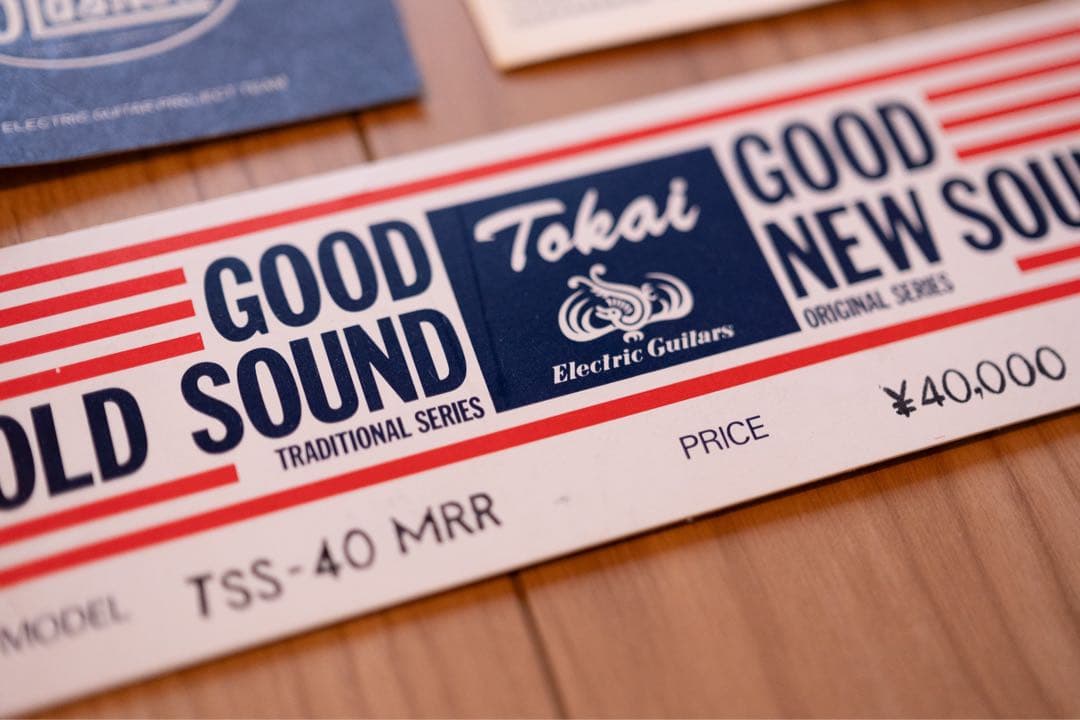 ELECTRIC GUITAR PROJECT TEAM
GOOD
OLD SOUND
TRADITIONAL SERIES
Tokai
Electric Guitars
GOOD
NEW SOU
ORIGINAL SERIES
MODEL TSS-40 MRR
PRICE ¥40,000